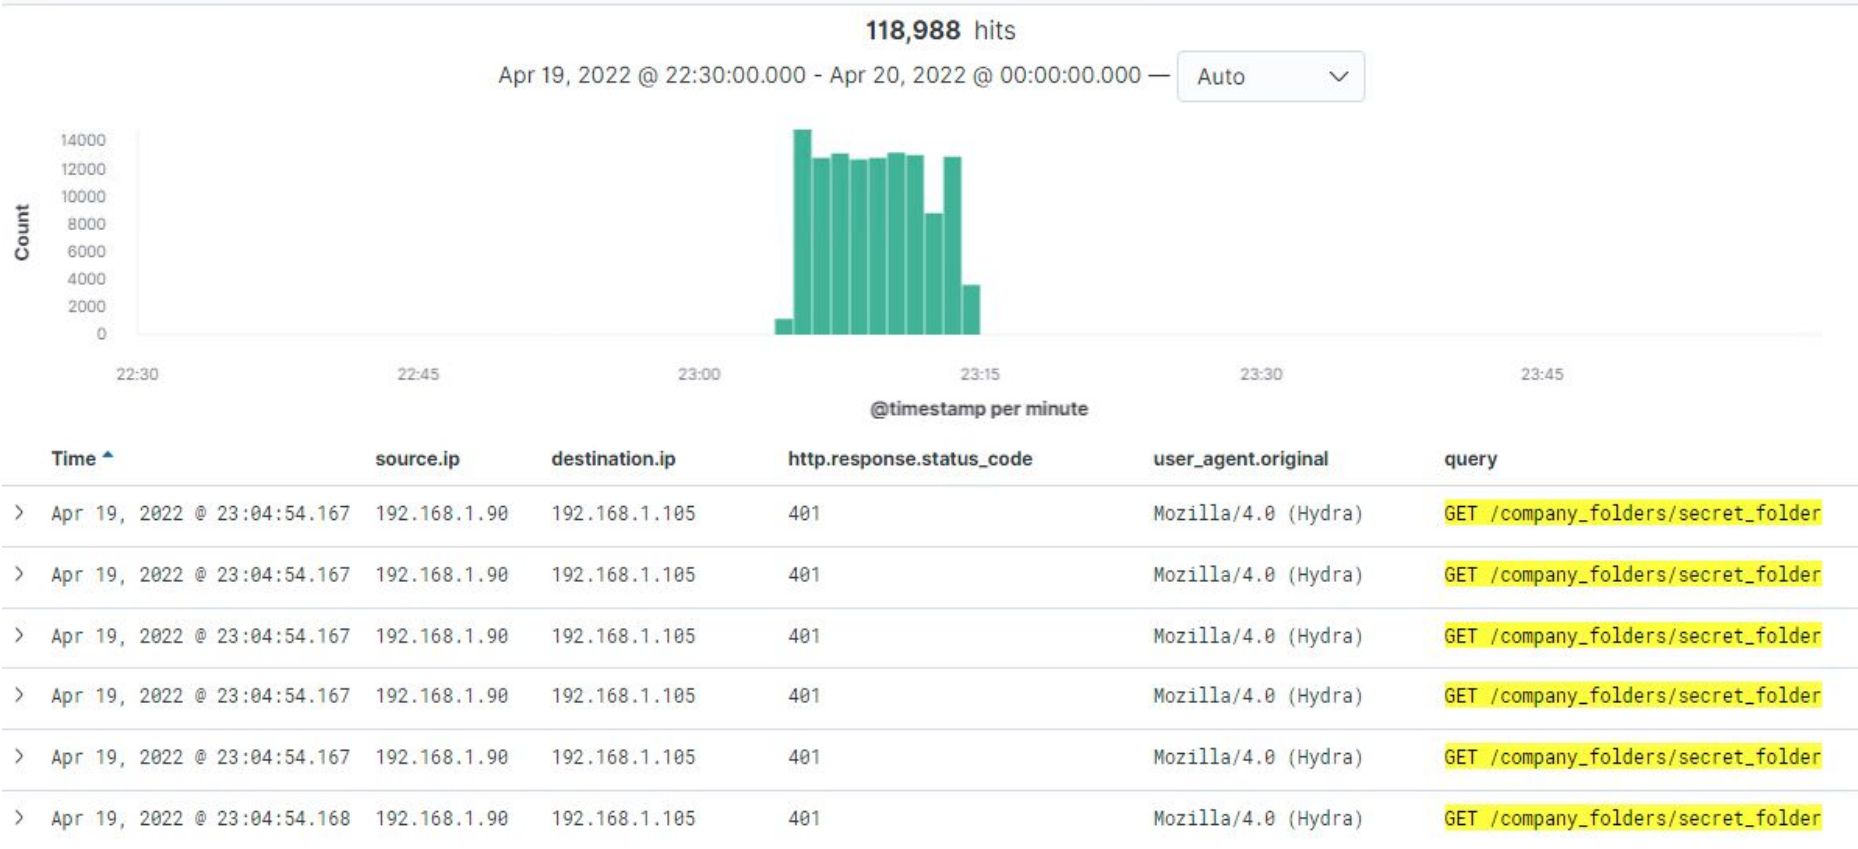 118,988 hits
Apr 19, 2022 @ 22:30:00.000 - Apr 20, 2022 @ 00:00:00.000 — Auto
Count
14000
12000
10000
8000
6000
4000
2000
0
22:30 22:45 23:00 23:15 23:30 23:45
@timestamp per minute
Time source.ip destination.ip http.response.status_code user_agent.original query
Apr 19, 2022 @ 23:04:54.167 192.168.1.90 192.168.1.105 401 Mozilla/4.0 (Hydra) GET /company_folders/secret_folder
Apr 19, 2022 @ 23:04:54.167 192.168.1.90 192.168.1.105 401 Mozilla/4.0 (Hydra) GET /company_folders/secret_folder
Apr 19, 2022 @ 23:04:54.167 192.168.1.90 192.168.1.105 401 Mozilla/4.0 (Hydra) GET /company_folders/secret_folder
Apr 19, 2022 @ 23:04:54.167 192.168.1.90 192.168.1.105 401 Mozilla/4.0 (Hydra) GET /company_folders/secret_folder
Apr 19, 2022 @ 23:04:54.167 192.168.1.90 192.168.1.105 401 Mozilla/4.0 (Hydra) GET /company_folders/secret_folder
Apr 19, 2022 @ 23:04:54.168 192.168.1.90 192.168.1.105 401 Mozilla/4.0 (Hydra) GET /company_folders/secret_folder